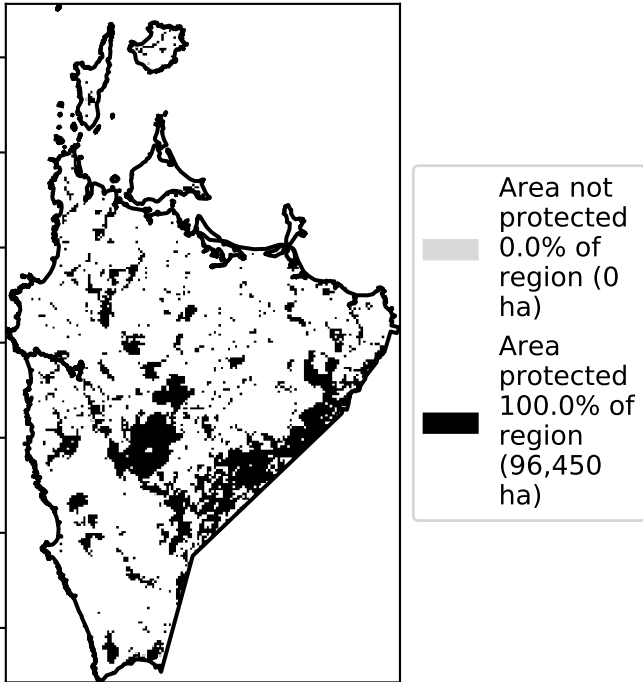 Area not
protected
0.0% of
region (0
ha)
Area
protected
100.0% of
region
(96,450
ha)